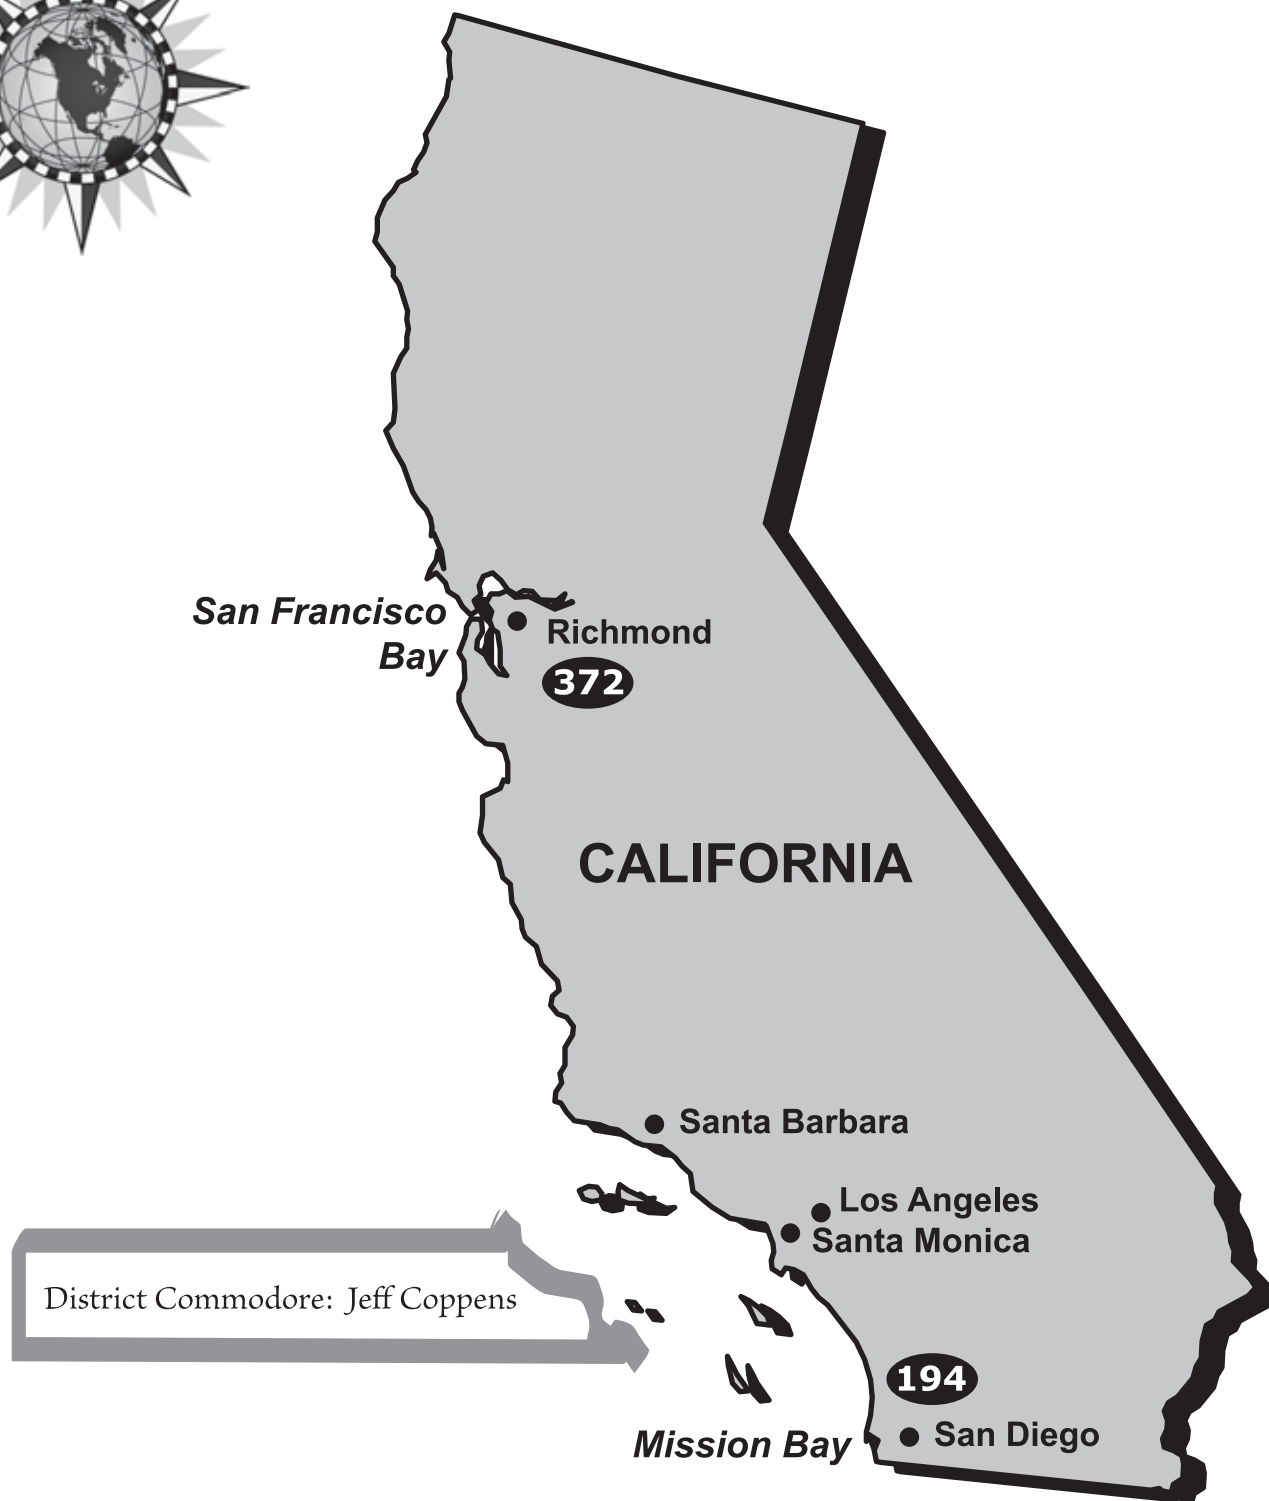 San Francisco
Bay
Richmond
372
CALIFORNIA
Santa Barbara
Los Angeles
Santa Monica
District Commodore: Jeff Coppens
194
Mission Bay
San Diego